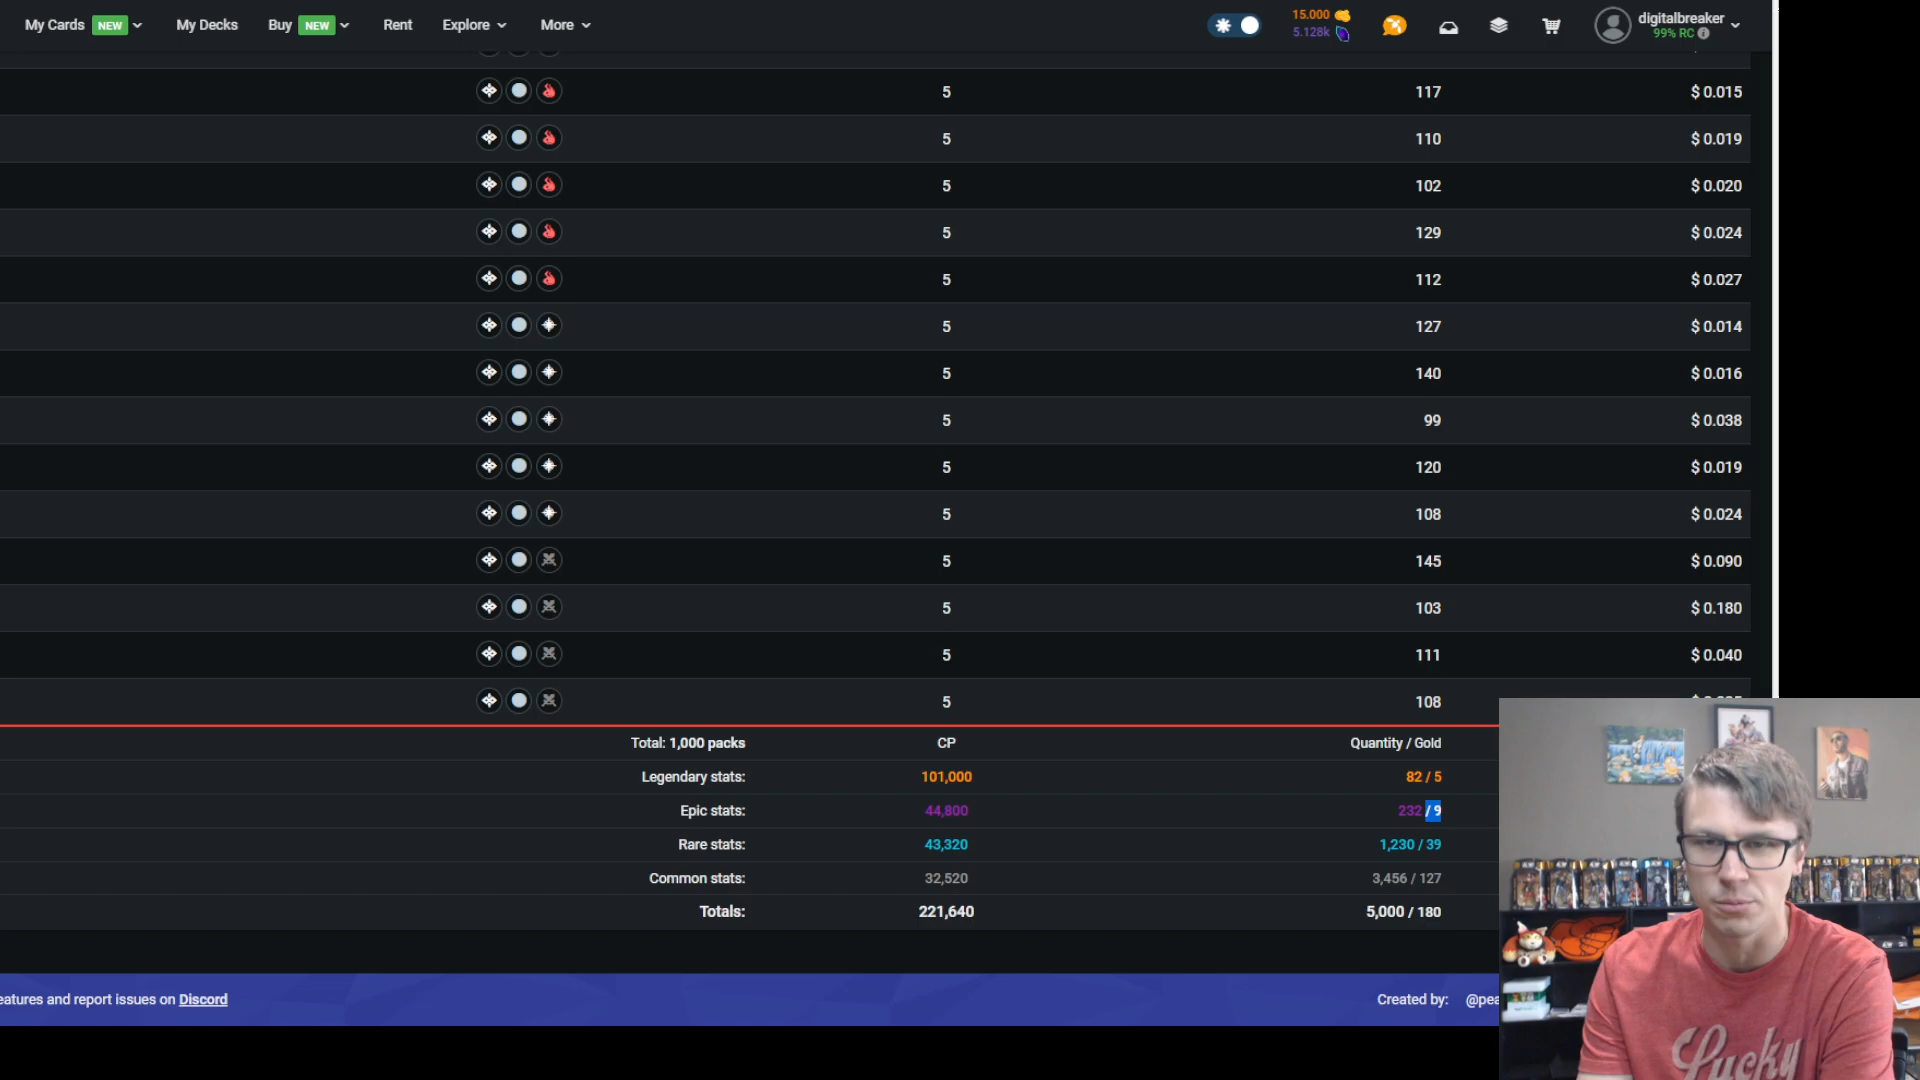 My Cards NEW My Decks Buy NEW Rent Explore More 15.000 digitalbreaker
5.128k 99% RC
5 117 $ 0.015
5 110 $ 0.019
5 102 $ 0.020
5 129 $ 0.024
5 112 $ 0.027
5 127 $ 0.014
5 140 $ 0.016
5 99 $ 0.038
5 120 $ 0.019
5 108 $ 0.024
5 145 $ 0.090
5 103 $ 0.180
5 111 $ 0.040
5 108
Total: 1,000 packs CP Quantity / Gold
Legendary stats: 101,000 82 / 5
Epic stats: 44,800 232 / 9
Rare stats: 43,320 1,230 / 39
Common stats: 32,520 3,456 / 127
Totals: 221,640 5,000 / 180
eatures and report issues on Discord Created by: @pea
Lucky